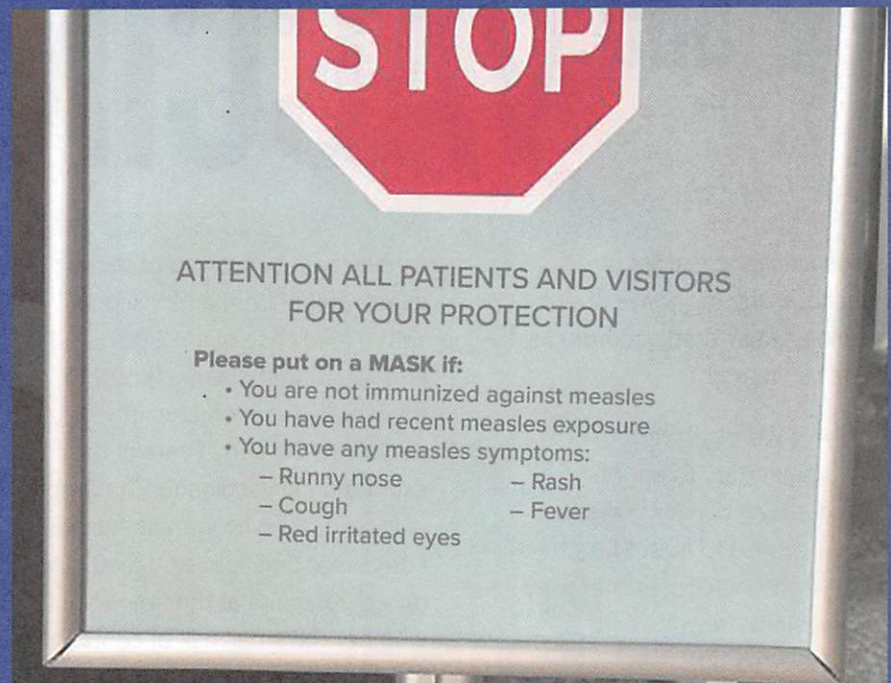 STOP
ATTENTION ALL PATIENTS AND VISITORS
FOR YOUR PROTECTION
Please put on a MASK if:
• You are not immunized against measles
• You have had recent measles exposure
• You have any measles symptoms:
– Runny nose – Rash
– Cough – Fever
– Red irritated eyes